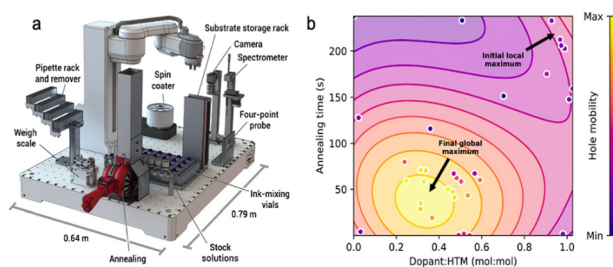 a
Substrate storage rack
Camera
Spectrometer
Pipette rack
and remover
Spin
coater
Four-point
probe
Weigh
scale
0.64 m
0.79 m
Ink-mixing
vials
Stock
solutions
Annealing
b
Annealing time (s)
200
150
100
50
0.0
0.2
0.4
0.6
0.8
1.0
Dopant:HTM (mol:mol)
Initial local
maximum
Final global
maximum
Max
Hole mobility
Min